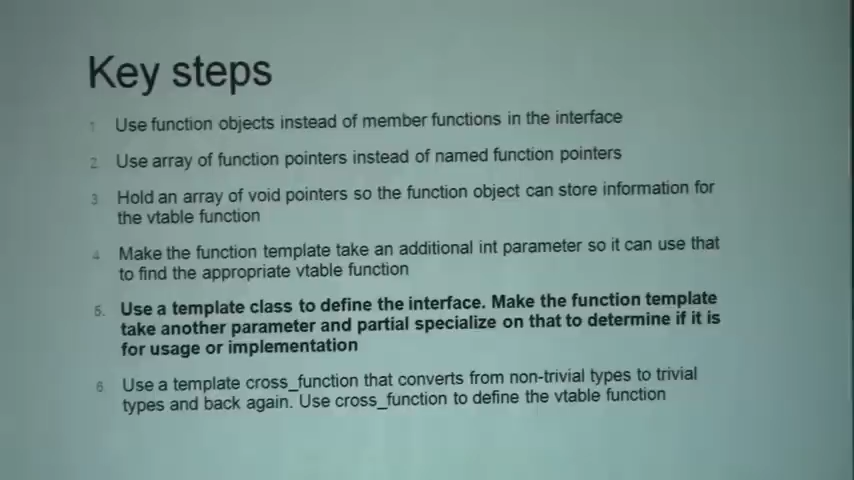 Key steps
1 Use function objects instead of member functions in the interface
2. Use array of function pointers instead of named function pointers
3. Hold an array of void pointers so the function object can store information for
the vtable function
4. Make the function template take an additional int parameter so it can use that
to find the appropriate vtable function
5. Use a template class to define the interface. Make the function template
take another parameter and partial specialize on that to determine if it is
for usage or implementation
6. Use a template cross_function that converts from non-trivial types to trivial
types and back again. Use cross_function to define the vtable function